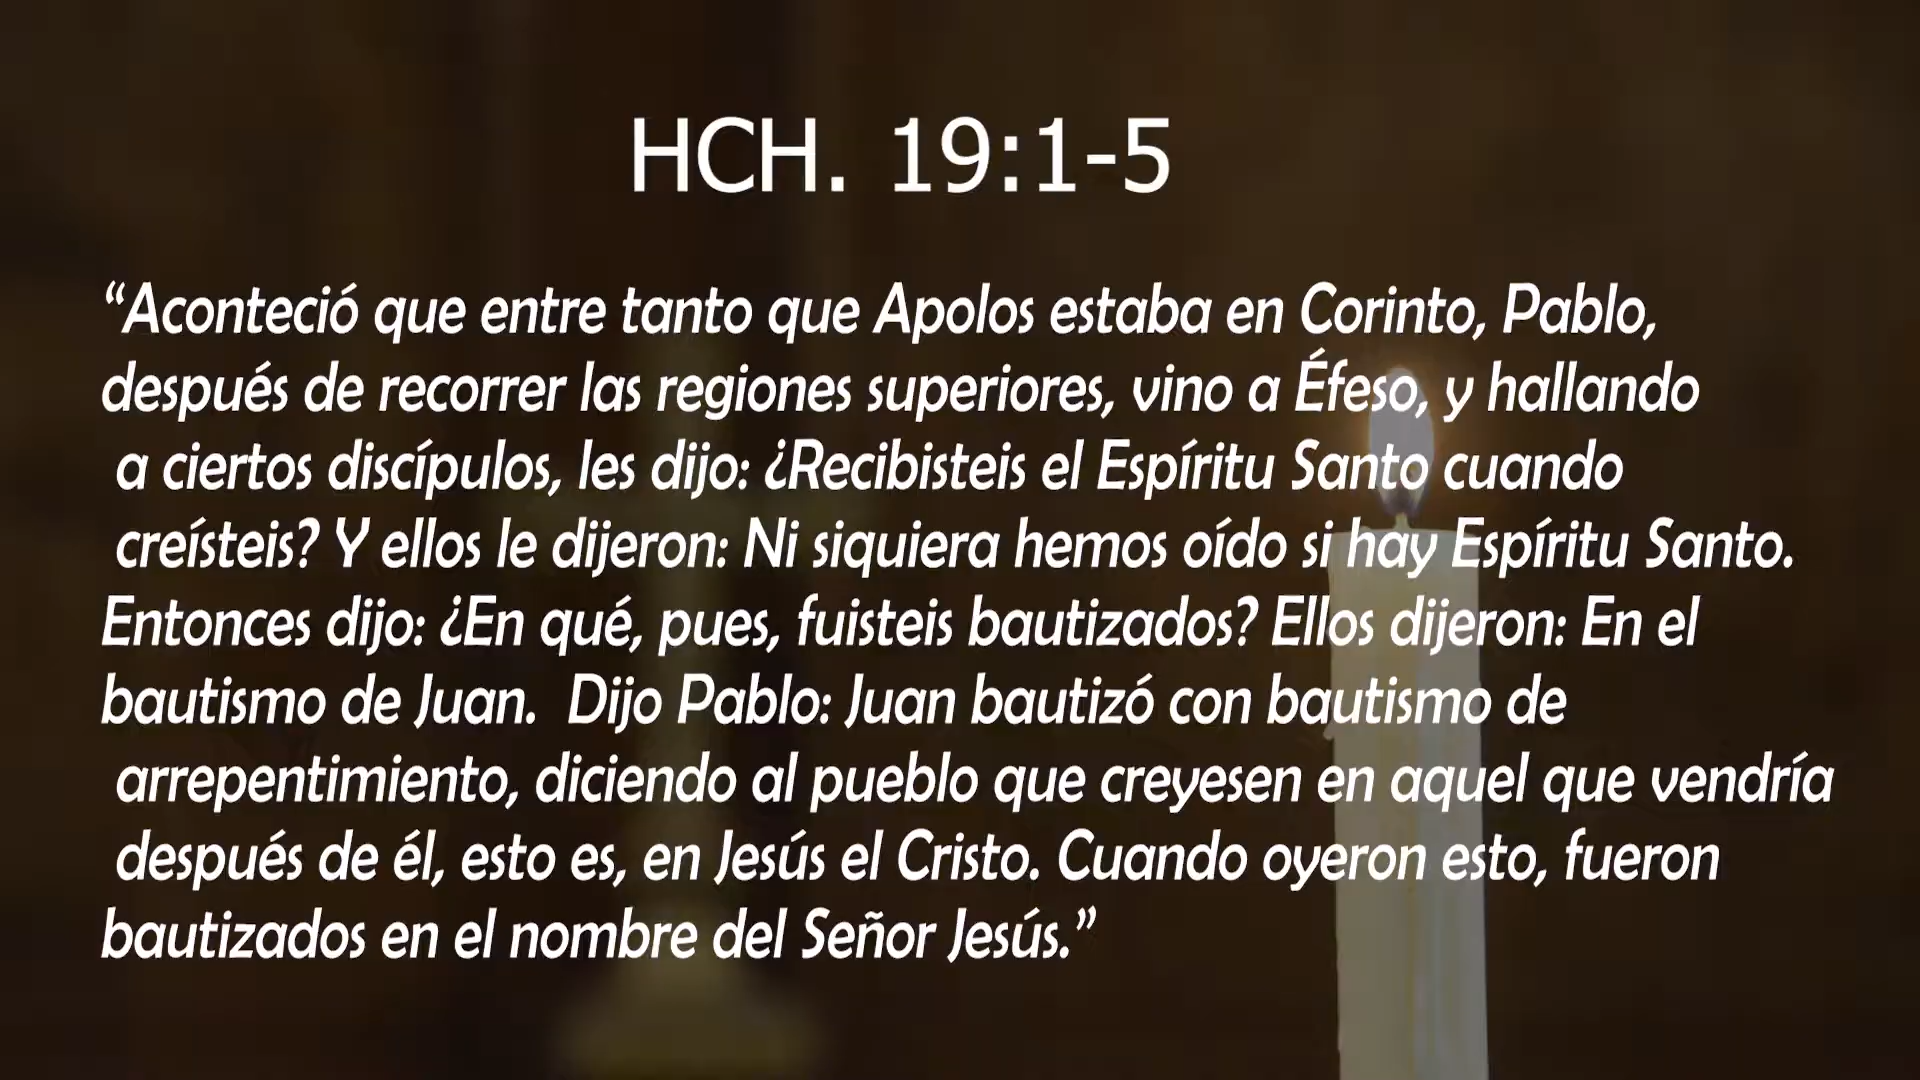 HCH. 19:1-5
“Aconteció que entre tanto que Apolos estaba en Corinto, Pablo,
después de recorrer las regiones superiores, vino a Éfeso, y hallando
a ciertos discípulos, les dijo: ¿Recibisteis el Espíritu Santo cuando
creísteis? Y ellos le dijeron: Ni siquiera hemos oído si hay Espíritu Santo.
Entonces dijo: ¿En qué, pues, fuisteis bautizados? Ellos dijeron: En el
bautismo de Juan.  Dijo Pablo: Juan bautizó con bautismo de
arrepentimiento, diciendo al pueblo que creyesen en aquel que vendría
después de él, esto es, en Jesús el Cristo. Cuando oyeron esto, fueron
bautizados en el nombre del Señor Jesús.”